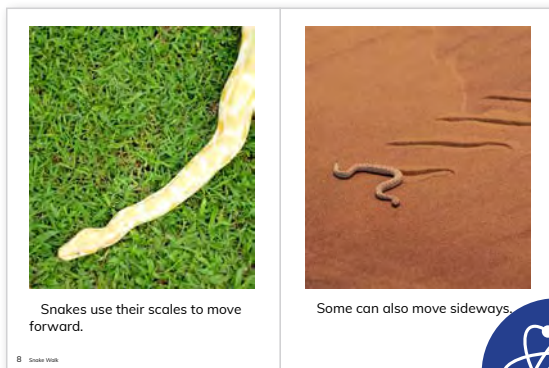 Snakes use their scales to move
forward.
8 Snake Walk
Some can also move sideways.